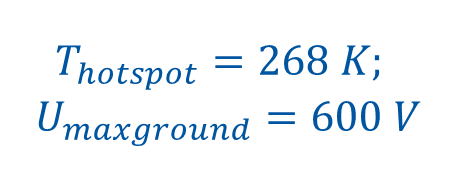 T_hotspot = 268 K;
U_maxground = 600 V